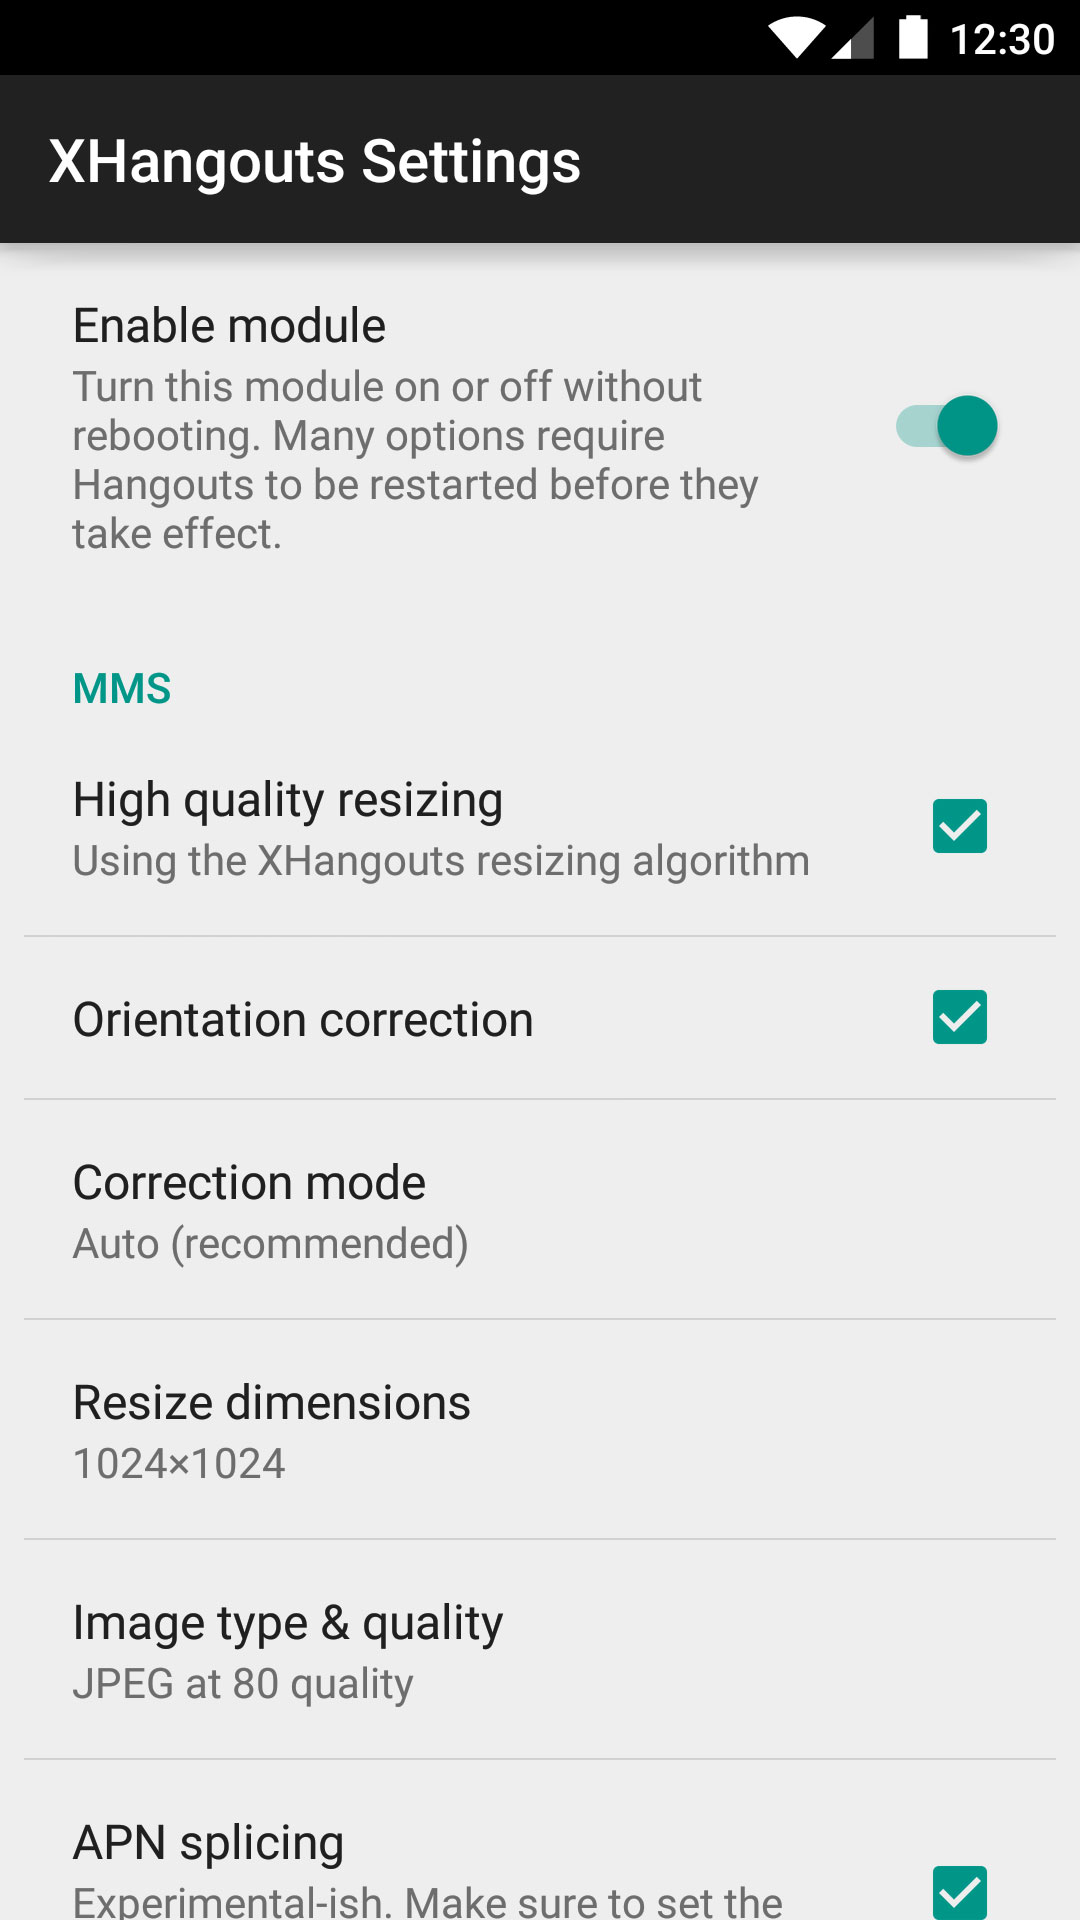 12:30
XHangouts Settings
Enable module
Turn this module on or off without
rebooting. Many options require
Hangouts to be restarted before they
take effect.
MMS
High quality resizing
Using the XHangouts resizing algorithm
Orientation correction
Correction mode
Auto (recommended)
Resize dimensions
1024×1024
Image type & quality
JPEG at 80 quality
APN splicing
Experimental-ish. Make sure to set the